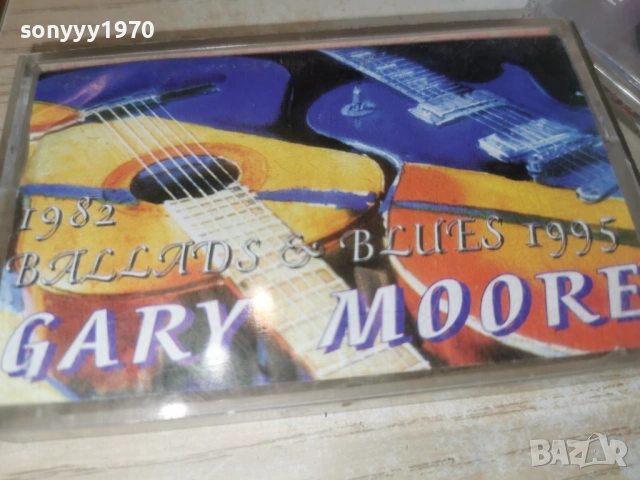 sonyyy1970
1982
BALLADS & BLUES 1995
GARY MOORE
BAZAR